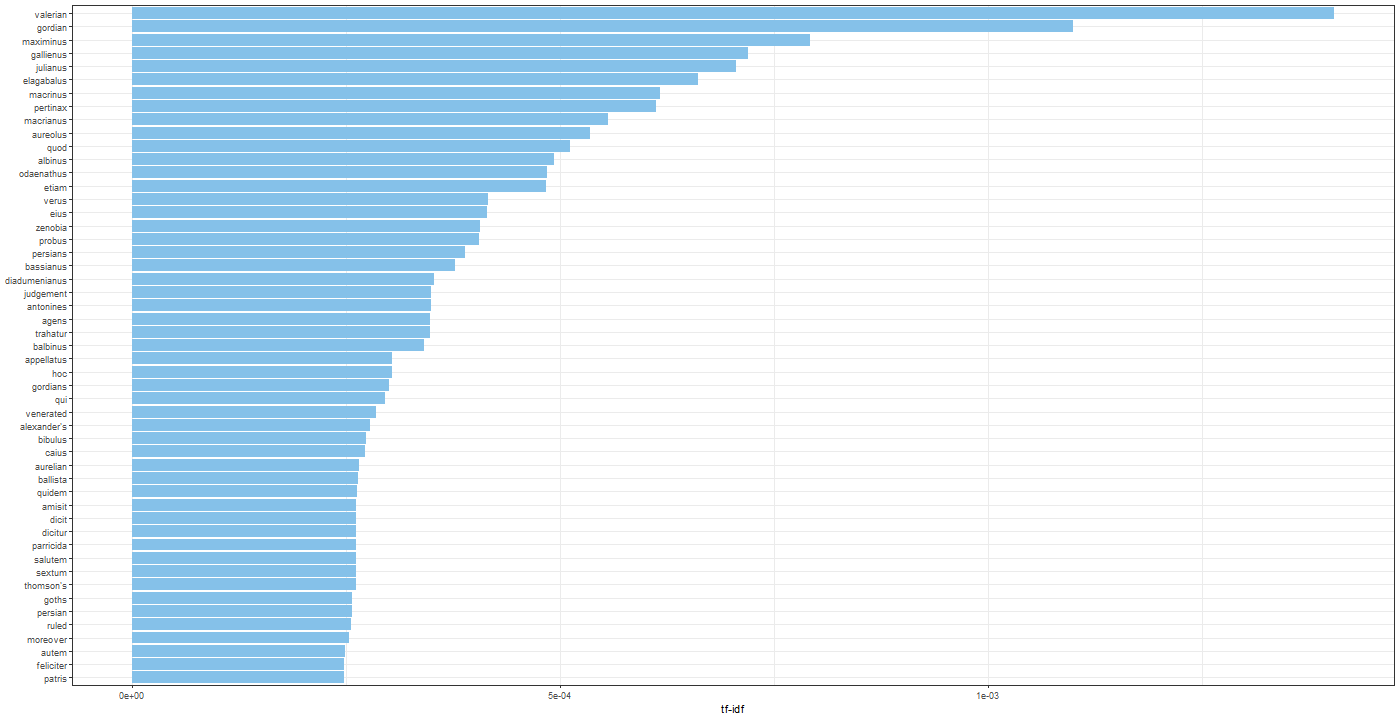 valerian
gordian
maximinus
gallienus
julianus
elagabalus
macrinus
pertinax
macrianus
aureolus
quod
albinus
odaenathus
etiam
verus
eius
zenobia
probus
persians
bassianus
diadumenianus
judgement
antonines
agens
trahatur
balbinus
appellatus
hoc
gordians
qui
venerated
alexander's
bibulus
caius
aurelian
ballista
quidem
amisit
dicit
dicitur
parricida
salutem
sextum
thomson's
goths
persian
ruled
moreover
autem
feliciter
patris
0e+00 5e-04 1e-03
tf-idf